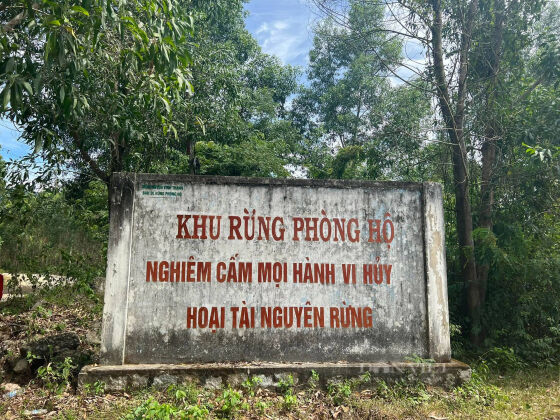 KHU RỪNG PHÒNG HỘ
NGHIÊM CẤM MỌI HÀNH VI HỦY
HOẠI TÀI NGUYÊN RỪNG